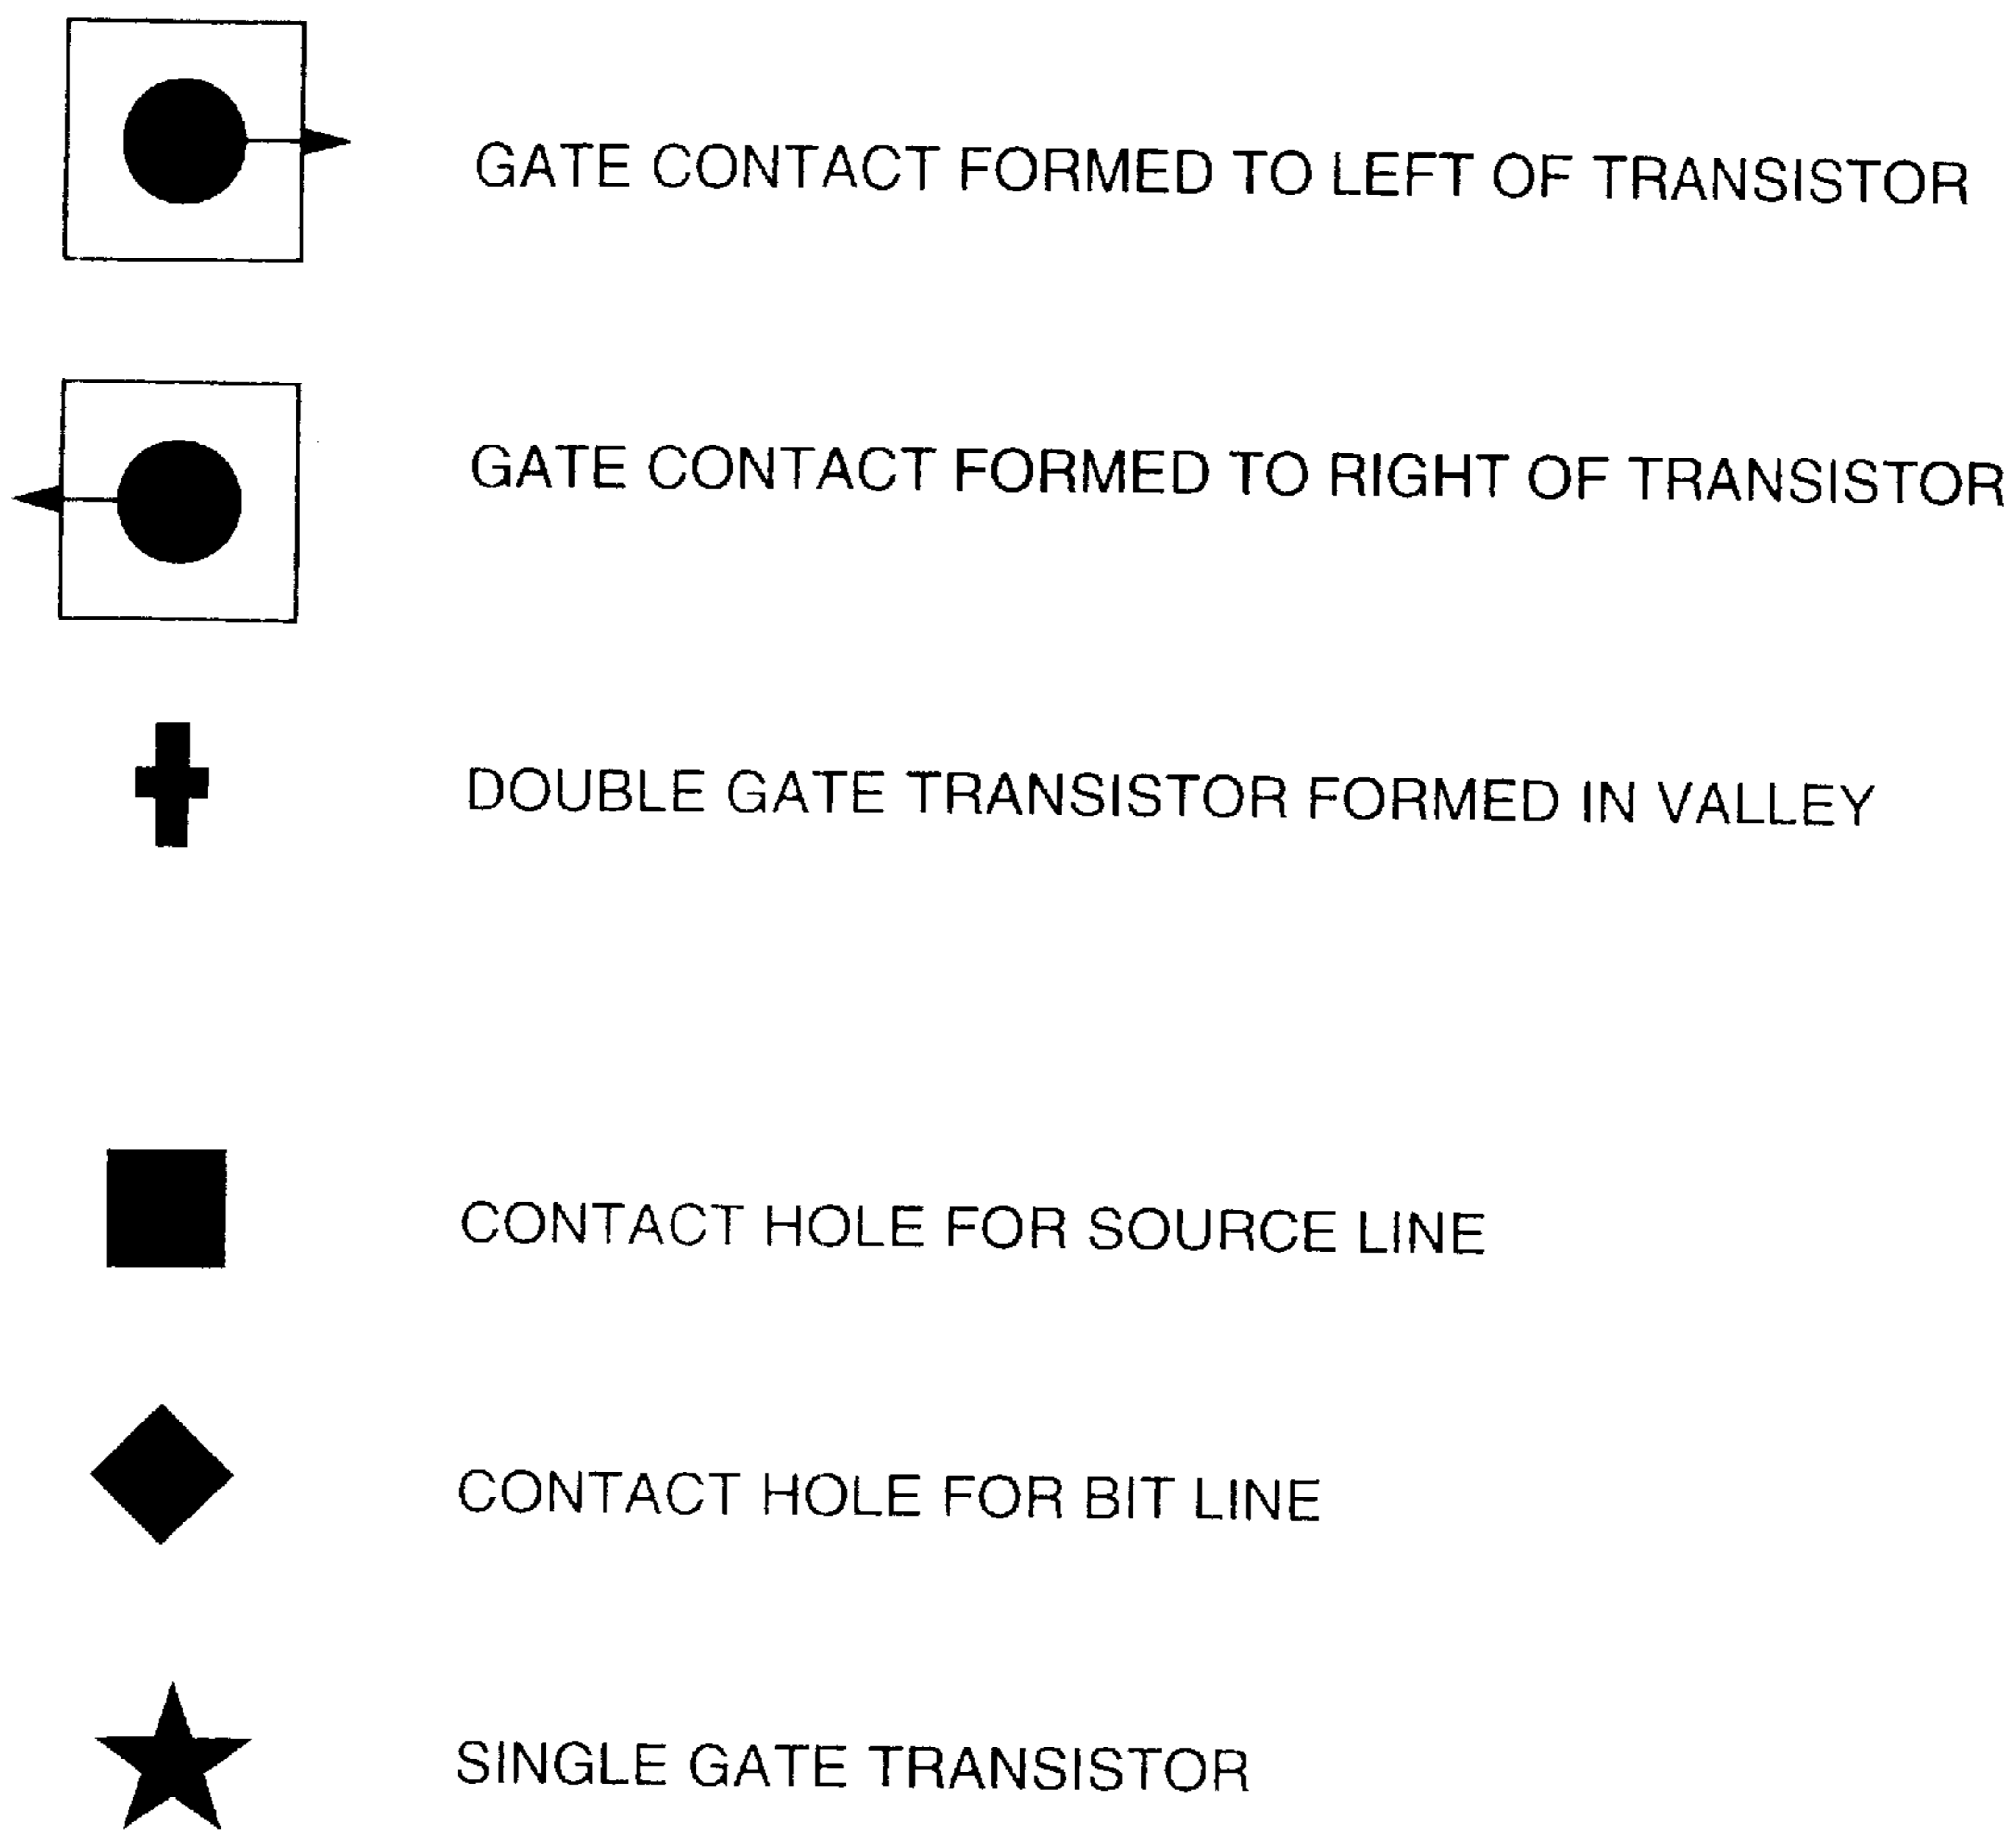 GATE CONTACT FORMED TO LEFT OF TRANSISTOR
GATE CONTACT FORMED TO RIGHT OF TRANSISTOR
DOUBLE GATE TRANSISTOR FORMED IN VALLEY
CONTACT HOLE FOR SOURCE LINE
CONTACT HOLE FOR BIT LINE
SINGLE GATE TRANSISTOR